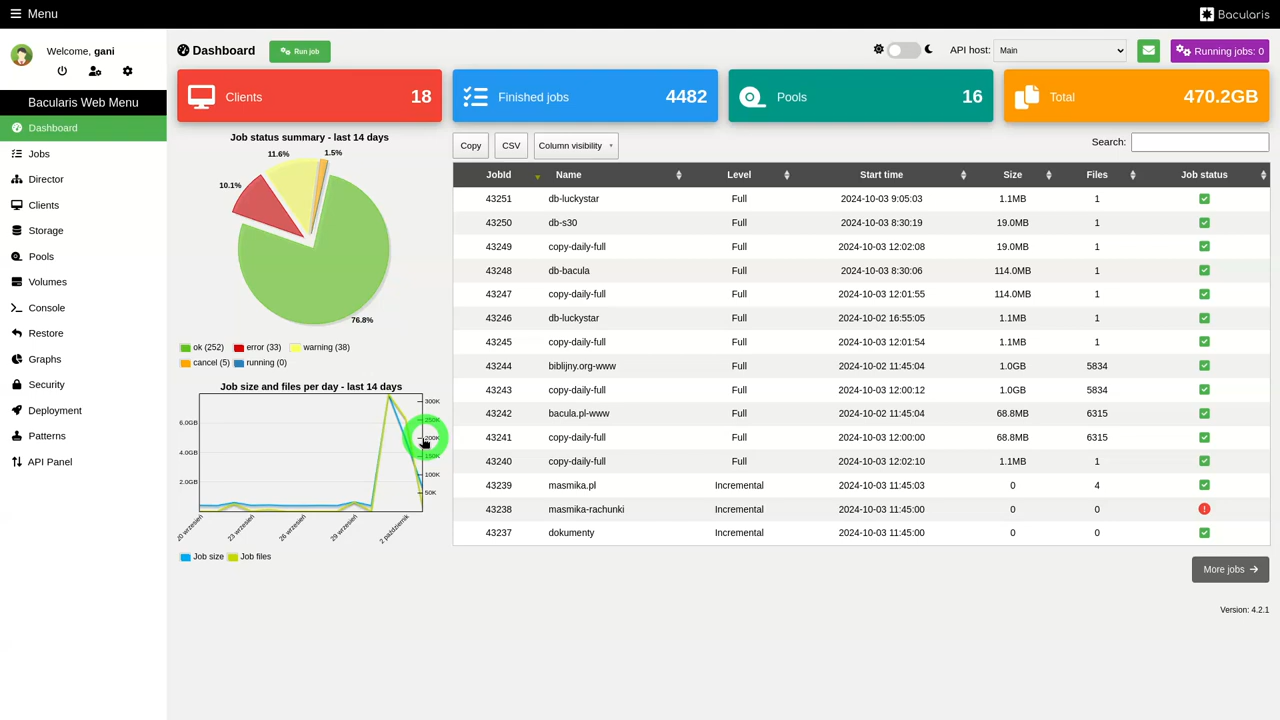 Menu
Bacularis
Welcome, gani
Bacularis Web Menu
Dashboard
Jobs
Director
Clients
Storage
Pools
Volumes
Console
Restore
Graphs
Security
Deployment
Patterns
API Panel
Dashboard
Run job
API host: Main
Running jobs: 0
Clients 18
Finished jobs 4482
Pools 16
Total 470.2GB
Job status summary - last 14 days
11.6% 1.5%
10.1%
76.8%
ok (252) error (33) warning (38)
cancel (5) running (0)
Job size and files per day - last 14 days
6.0GB
4.0GB
2.0GB
300K
250K
200K
150K
100K
50K
20 wrzesień 23 wrzesień 26 wrzesień 29 wrzesień 2 październik
Job size Job files
Copy CSV Column visibility
Search:
JobId Name Level Start time Size Files Job status
43251 db-luckystar Full 2024-10-03 9:05:03 1.1MB 1
43250 db-s30 Full 2024-10-03 8:30:19 19.0MB 1
43249 copy-daily-full Full 2024-10-03 12:02:08 19.0MB 1
43248 db-bacula Full 2024-10-03 8:30:06 114.0MB 1
43247 copy-daily-full Full 2024-10-03 12:01:55 114.0MB 1
43246 db-luckystar Full 2024-10-02 16:55:05 1.1MB 1
43245 copy-daily-full Full 2024-10-03 12:01:54 1.1MB 1
43244 biblijny.org-www Full 2024-10-02 11:45:04 1.0GB 5834
43243 copy-daily-full Full 2024-10-03 12:00:12 1.0GB 5834
43242 bacula.pl-www Full 2024-10-02 11:45:04 68.8MB 6315
43241 copy-daily-full Full 2024-10-03 12:00:00 68.8MB 6315
43240 copy-daily-full Full 2024-10-03 12:02:10 1.1MB 1
43239 masmika.pl Incremental 2024-10-03 11:45:03 0 4
43238 masmika-rachunki Incremental 2024-10-03 11:45:00 0 0
43237 dokumenty Incremental 2024-10-03 11:45:00 0 0
More jobs
Version: 4.2.1